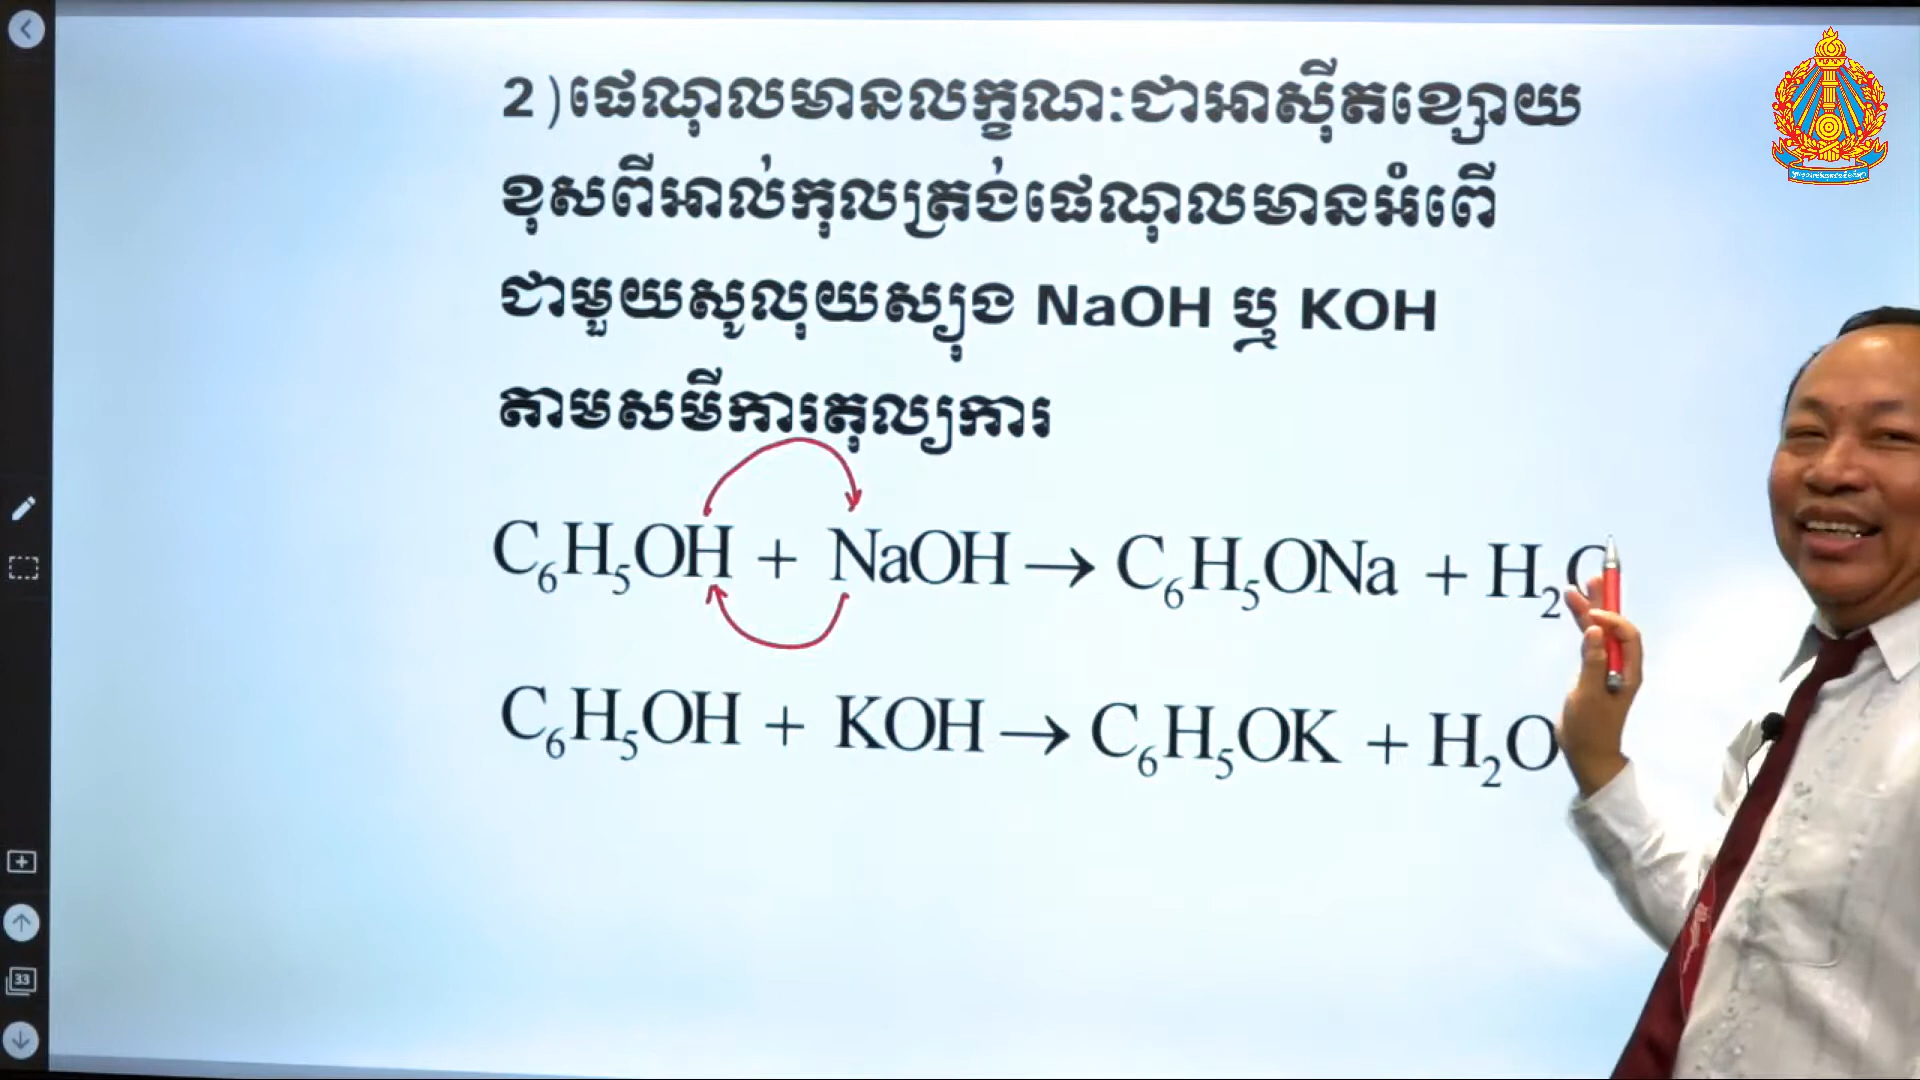 2)ផេណុលមានលក្ខណៈជាអាស៊ីតខ្សោយ
ខុសពីអាល់កុលត្រង់ផេណុលមានអំពើ
ជាមួយសូលុយស្យុង NaOH ឬ KOH
តាមសមីការតុល្យការ
C₆H₅OH + NaOH → C₆H₅ONa + H₂O
C₆H₅OH + KOH → C₆H₅OK + H₂O
33